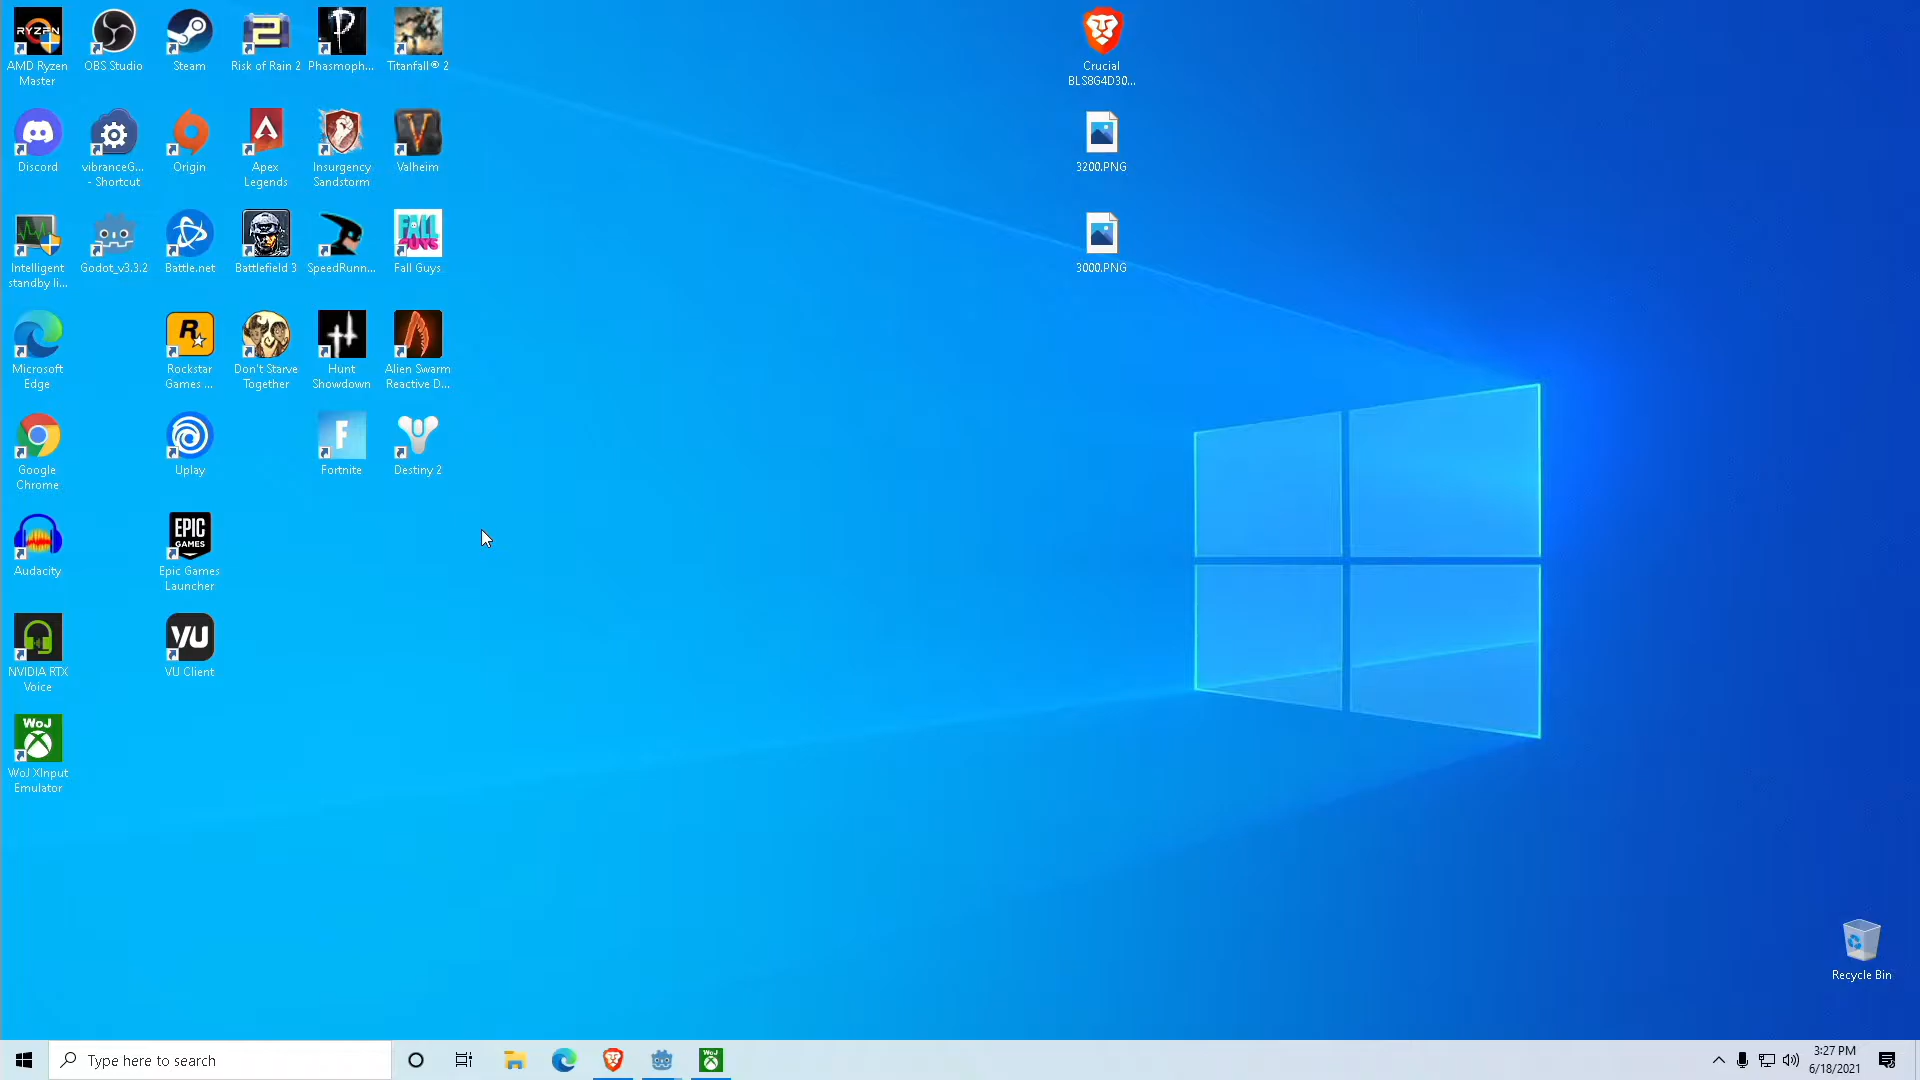 RYZEN
AMD Ryzen
Master
OBS Studio
Steam
Risk of Rain 2
Phasmoph...
Titanfall® 2
Crucial
BLS8G4D30...
Discord
vibranceG...
- Shortcut
Origin
Apex
Legends
Insurgency
Sandstorm
Valheim
3200.PNG
Intelligent
standby li...
Godot_v3.3.2
Battle.net
Battlefield 3
SpeedRunn...
FALL
GUYS
Fall Guys
3000.PNG
Microsoft
Edge
Rockstar
Games ...
Don't Starve
Together
Hunt
Showdown
Alien Swarm
Reactive D...
Google
Chrome
Uplay
F
Fortnite
Destiny 2
Audacity
EPIC
GAMES
Epic Games
Launcher
NVIDIA RTX
Voice
VU
VU Client
WoJ
WoJ XInput
Emulator
Recycle Bin
Type here to search
WoJ
3:27 PM
6/18/2021